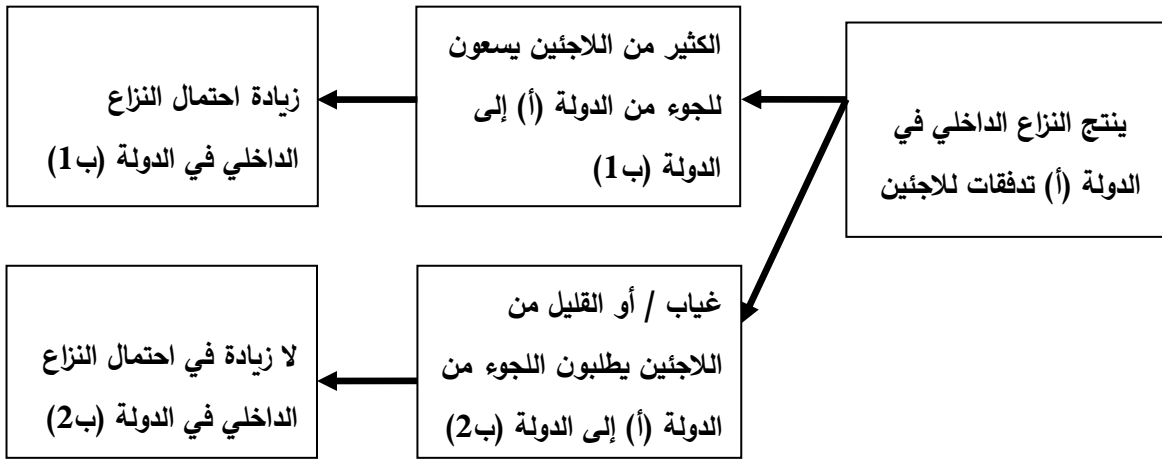 ينتج النزاع الداخلي في
الدولة (أ) تدفقات للاجئين
الكثير من اللاجئين يسعون
للجوء من الدولة (أ) إلى
الدولة (ب1)
زيادة احتمال النزاع
الداخلي في الدولة (ب1)
غياب / أو القليل من
اللاجئين يطلبون اللجوء من
الدولة (أ) إلى الدولة (ب2)
لا زيادة في احتمال النزاع
الداخلي في الدولة (ب2)